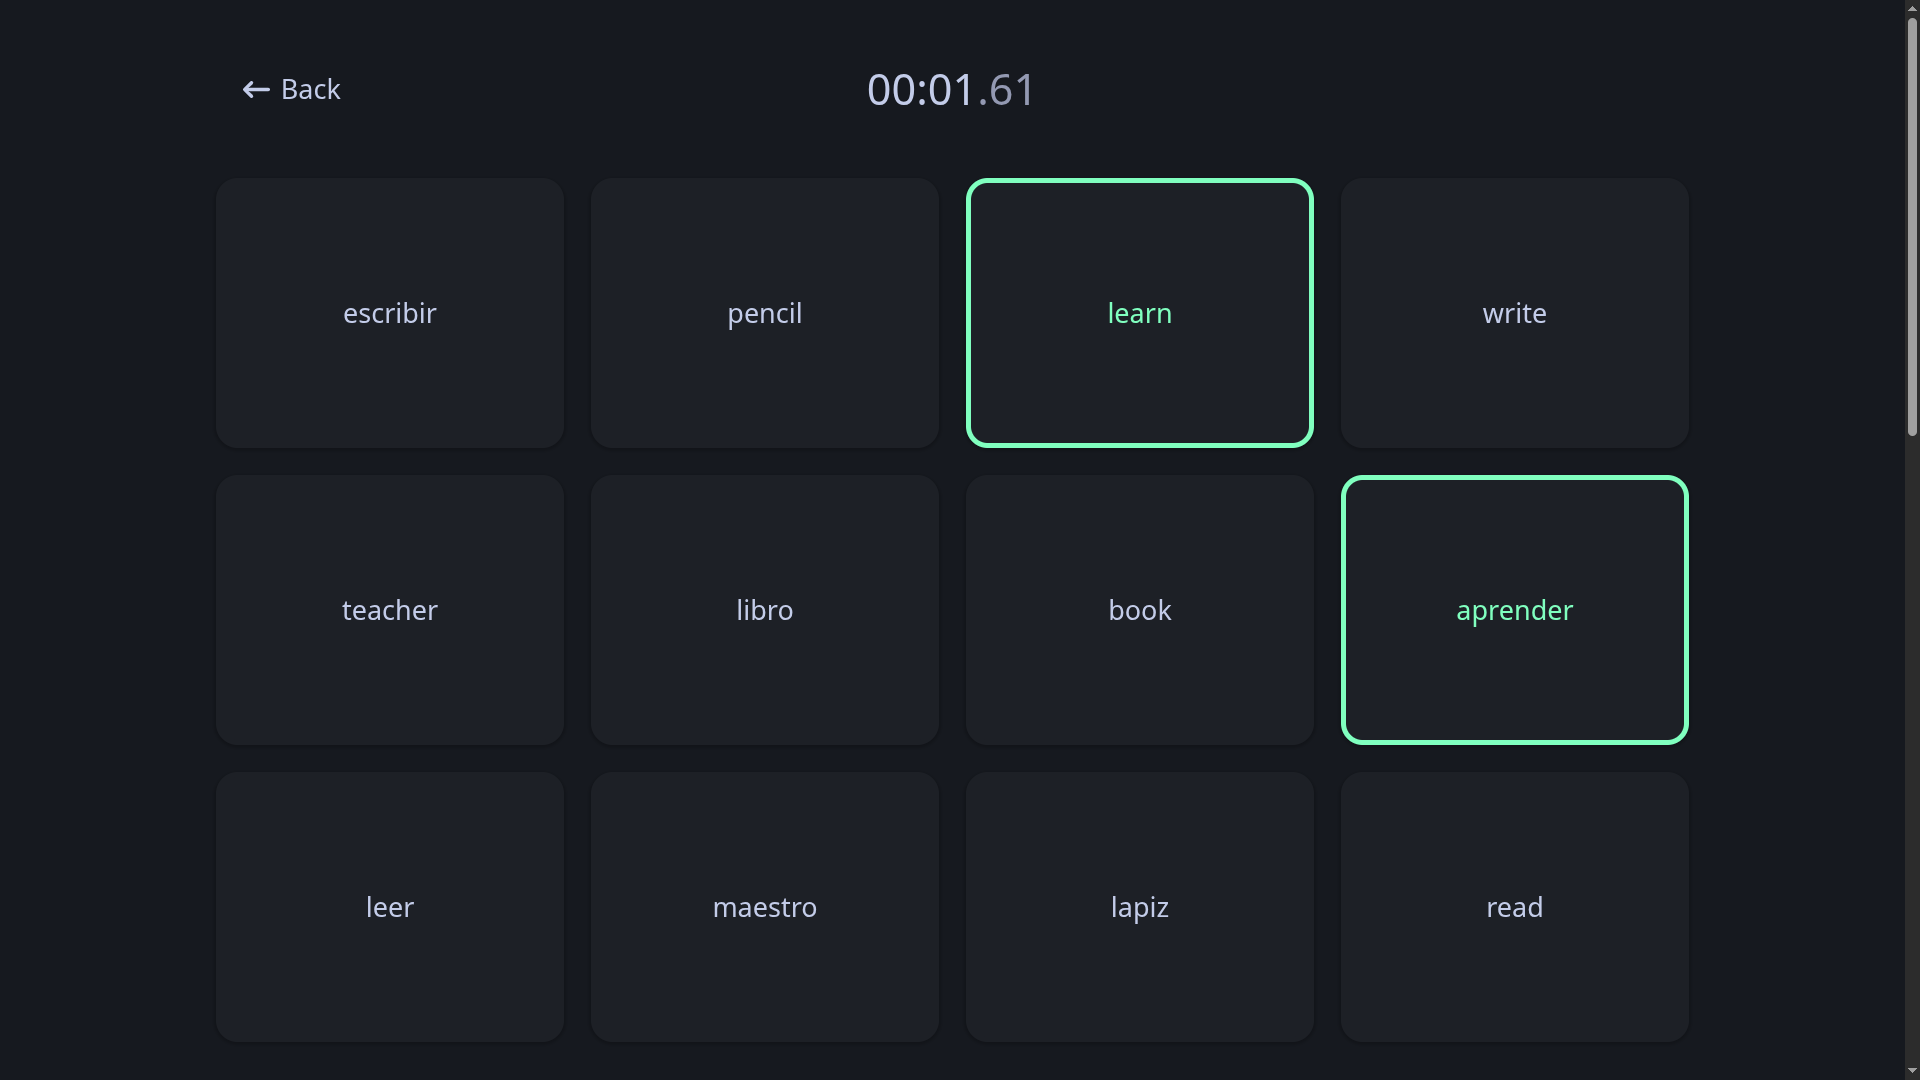 Back
00:01.61
escribir
pencil
learn
write
teacher
libro
book
aprender
leer
maestro
lapiz
read